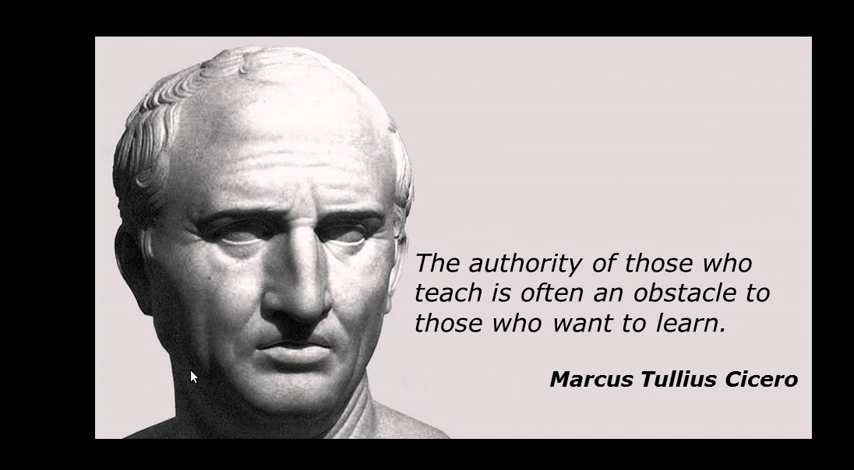 The authority of those who
teach is often an obstacle to
those who want to learn.
Marcus Tullius Cicero